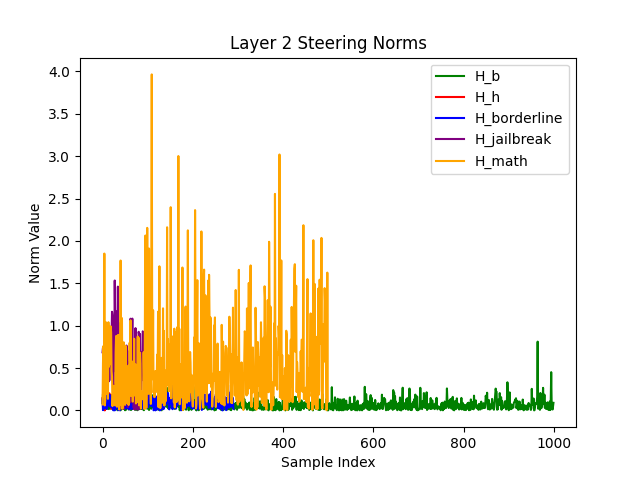 Layer 2 Steering Norms
H_b
H_h
H_borderline
H_jailbreak
H_math
4.0
3.5
3.0
2.5
2.0
1.5
1.0
0.5
0.0
Norm Value
0
200
400
600
800
1000
Sample Index